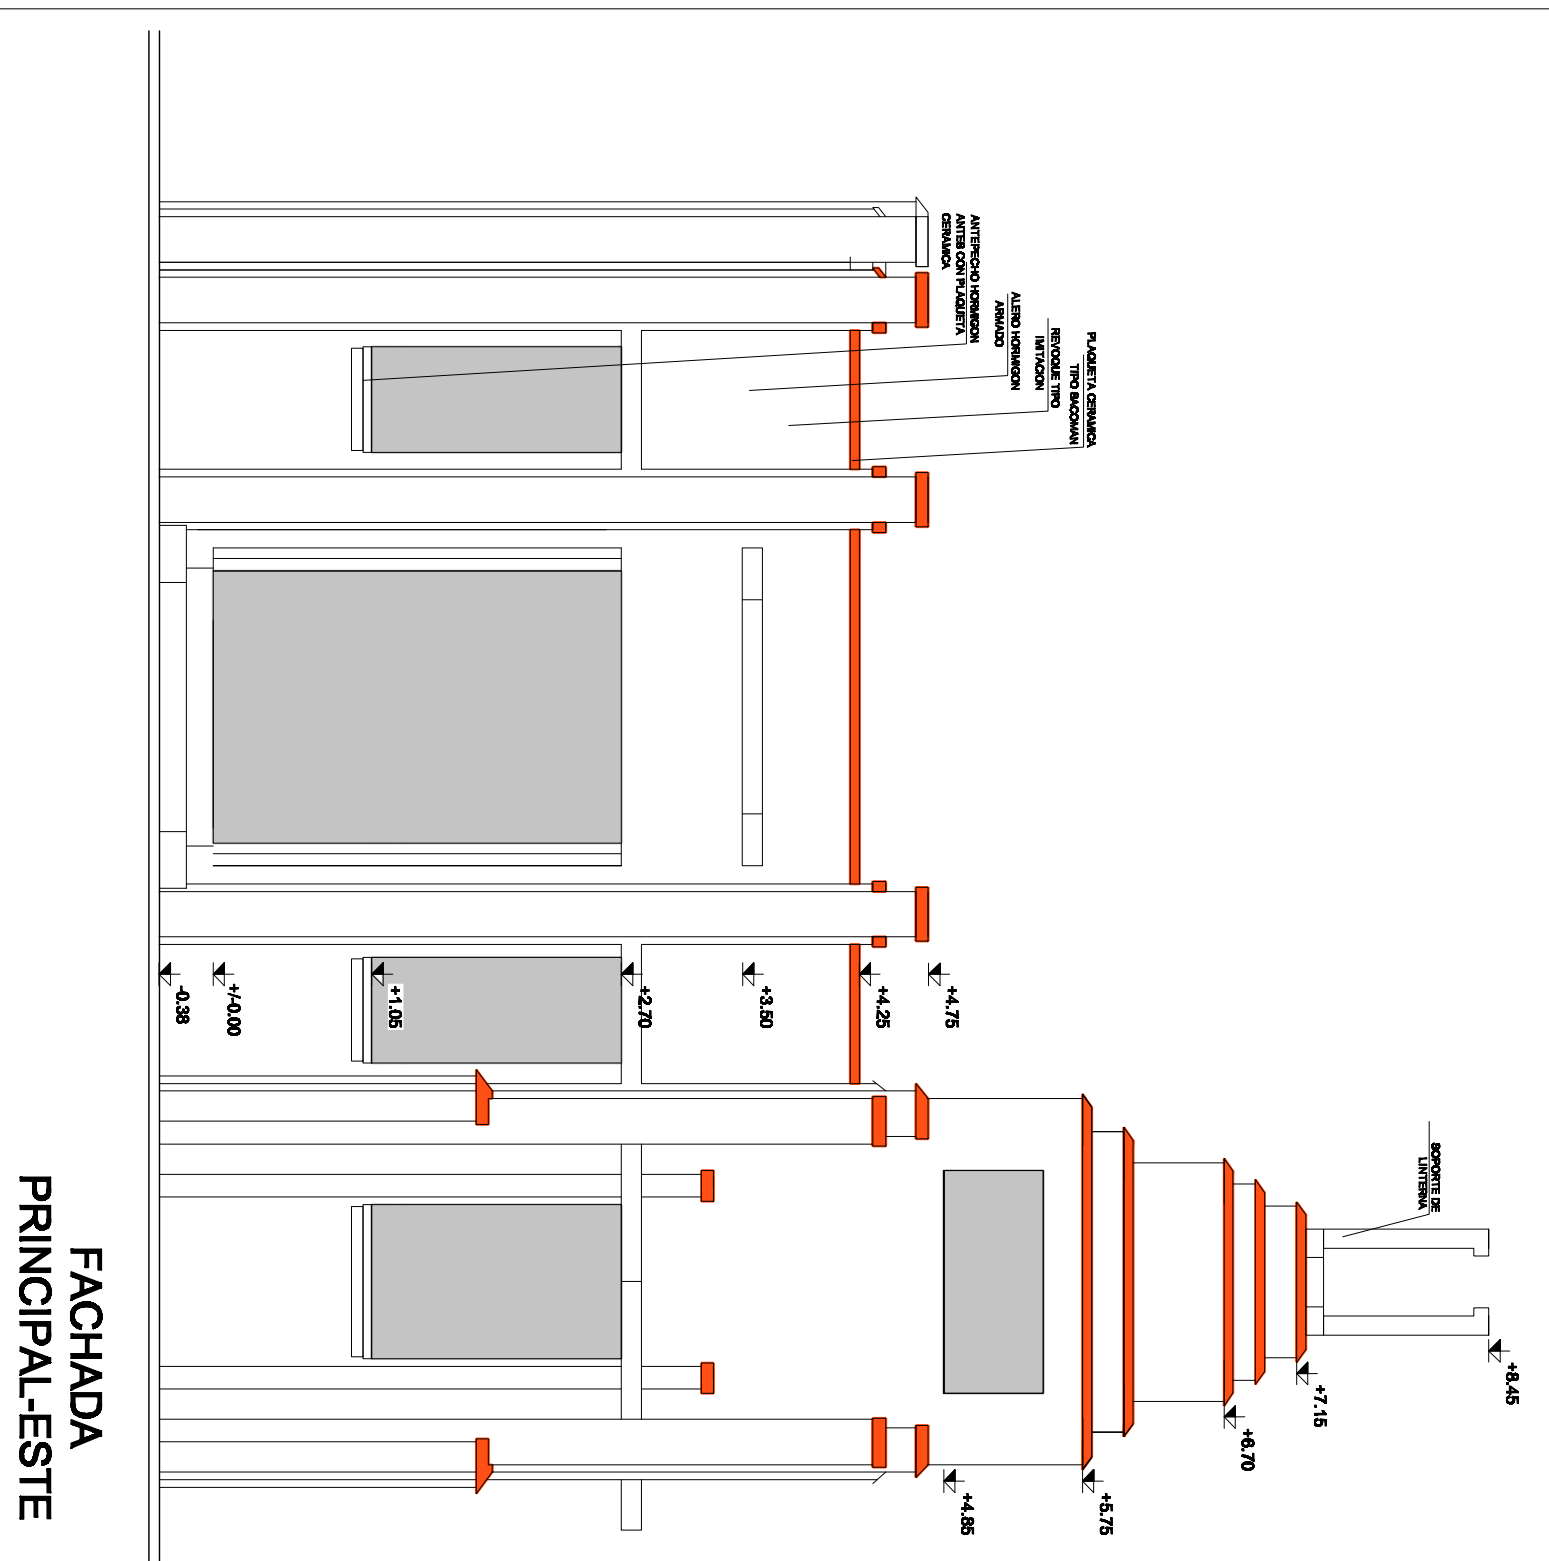 SOPORTE DE
LINTERNA
+8.45
+7.15
+6.70
+5.75
+4.85
PLAQUETA CERAMICA
TIPO BACOMAN
REVOQUE TIPO
IMITACION
ALERO HORMIGON
ARMADO
ANTEPECHO HORMIGON
ANTES CON PLAQUETA
CERAMICA
+4.75
+4.25
+3.50
+2.70
+1.05
+/-0.00
-0.38
FACHADA
PRINCIPAL-ESTE